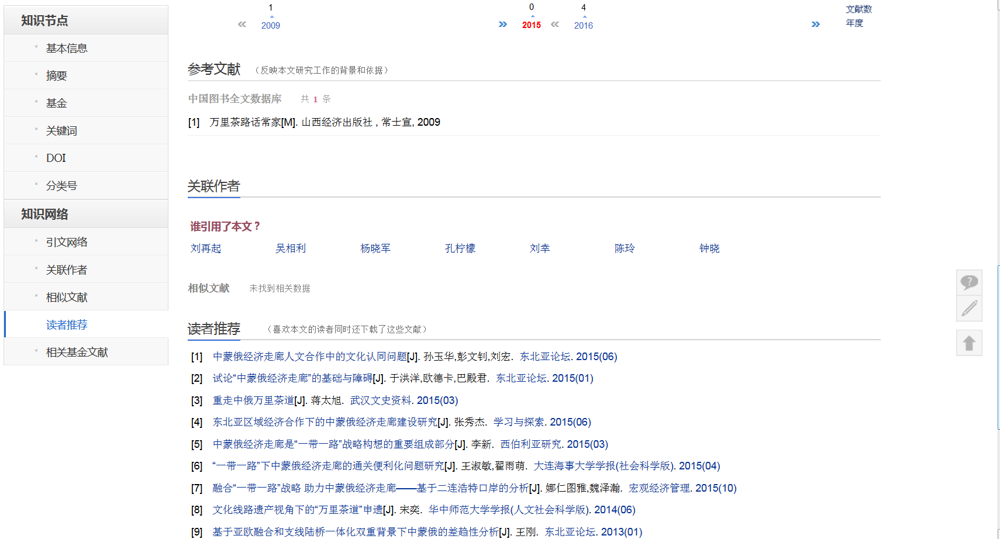 知识节点
基本信息
摘要
基金
关键词
DOI
分类号
知识网络
引文网络
关联作者
相似文献
读者推荐
相关基金文献
1 0 4 文献数
2009 2015 2016 年度
参考文献 （反映本文研究工作的背景和依据）
中国图书全文数据库 共 1 条
[1] 万里茶路话常家[M]. 山西经济出版社 , 常士宣, 2009
关联作者
谁引用了本文？
刘再起 吴相利 杨晓军 孔柠檬 刘幸 陈玲 钟晓
相似文献 未找到相关数据
读者推荐 （喜欢本文的读者同时还下载了这些文献）
[1] 中蒙俄经济走廊人文合作中的文化认同问题[J]. 孙玉华,彭文钊,刘宏. 东北亚论坛. 2015(06)
[2] 试论“中蒙俄经济走廊”的基础与障碍[J]. 于洪洋,欧德卡,巴殿君. 东北亚论坛. 2015(01)
[3] 重走中俄万里茶道[J]. 蒋太旭. 武汉文史资料. 2015(03)
[4] 东北亚区域经济合作下的中蒙俄经济走廊建设研究[J]. 张秀杰. 学习与探索. 2015(06)
[5] 中蒙俄经济走廊是“一带一路”战略构想的重要组成部分[J]. 李新. 西伯利亚研究. 2015(03)
[6] “一带一路”下中蒙俄经济走廊的通关便利化问题研究[J]. 王淑敏,翟雨萌. 大连海事大学学报(社会科学版). 2015(04)
[7] 融合“一带一路”战略 助力中蒙俄经济走廊——基于二连浩特口岸的分析[J]. 娜仁图雅,魏泽瀚. 宏观经济管理. 2015(10)
[8] 文化线路遗产视角下的“万里茶道”申遗[J]. 宋奕. 华中师范大学学报(人文社会科学版). 2014(06)
[9] 基于亚欧融合和支线陆桥一体化双重背景下中蒙俄的差趋性分析[J]. 王刚. 东北亚论坛. 2013(01)